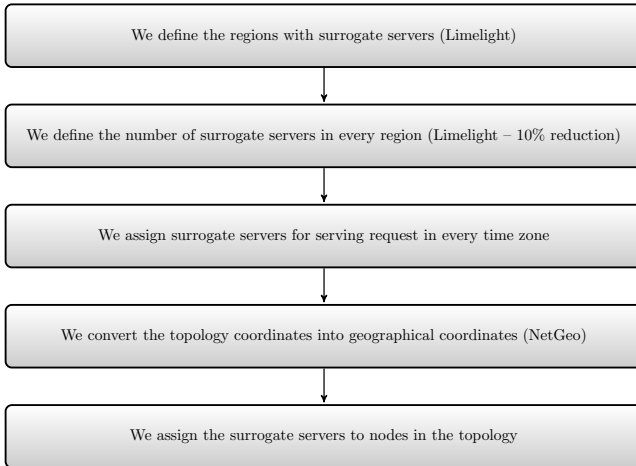 We define the regions with surrogate servers (Limelight)
We define the number of surrogate servers in every region (Limelight – 10% reduction)
We assign surrogate servers for serving request in every time zone
We convert the topology coordinates into geographical coordinates (NetGeo)
We assign the surrogate servers to nodes in the topology